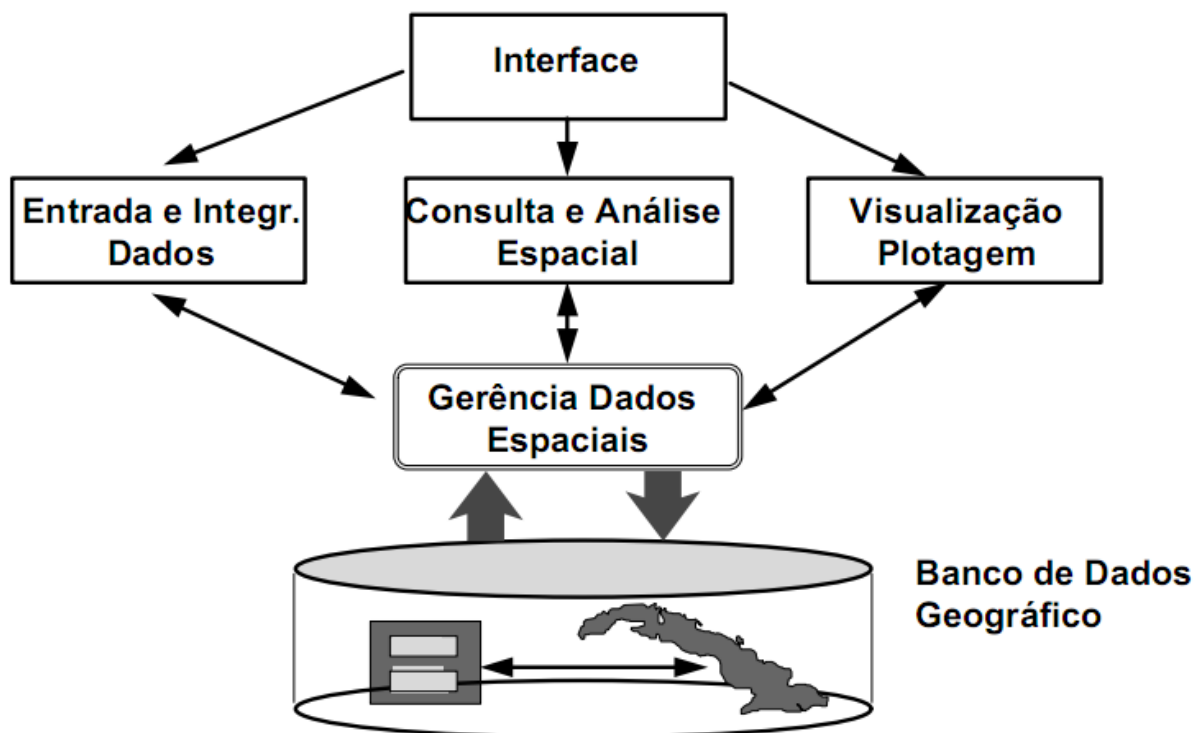 Interface
Entrada e Integr.
Dados
Consulta e Análise
Espacial
Visualização
Plotagem
Gerência Dados
Espaciais
Banco de Dados
Geográfico